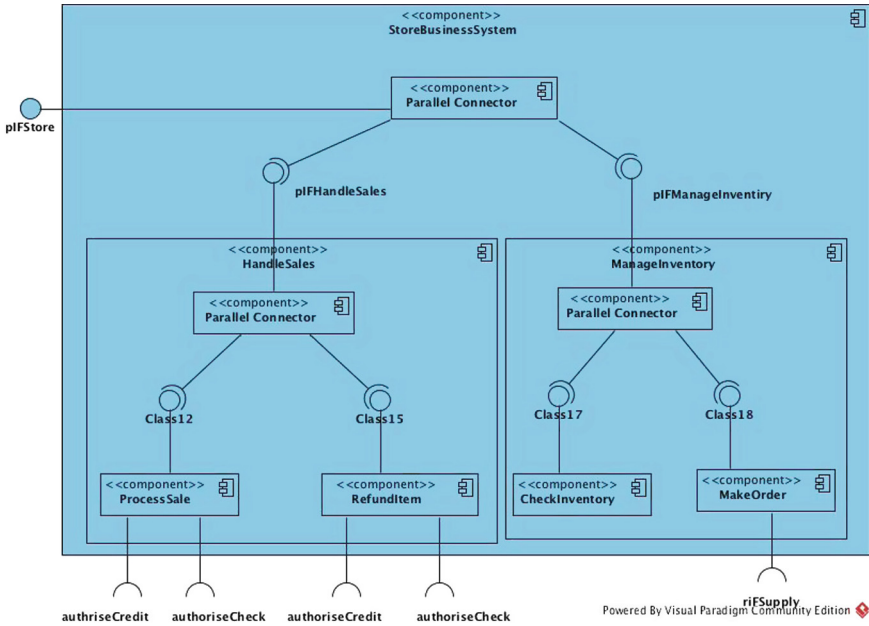 <<component>>
StoreBusinessSystem
<<component>>
Parallel Connector
pIFStore
pIFHandleSales
pIFManageInventiry
<<component>>
HandleSales
<<component>>
ManageInventory
<<component>>
Parallel Connector
<<component>>
Parallel Connector
Class12
Class15
Class17
Class18
<<component>>
ProcessSale
<<component>>
RefundItem
<<component>>
CheckInventory
<<component>>
MakeOrder
authriseCredit
authoriseCheck
authoriseCredit
authoriseCheck
riFSupply
Powered By Visual Paradigm Community Edition